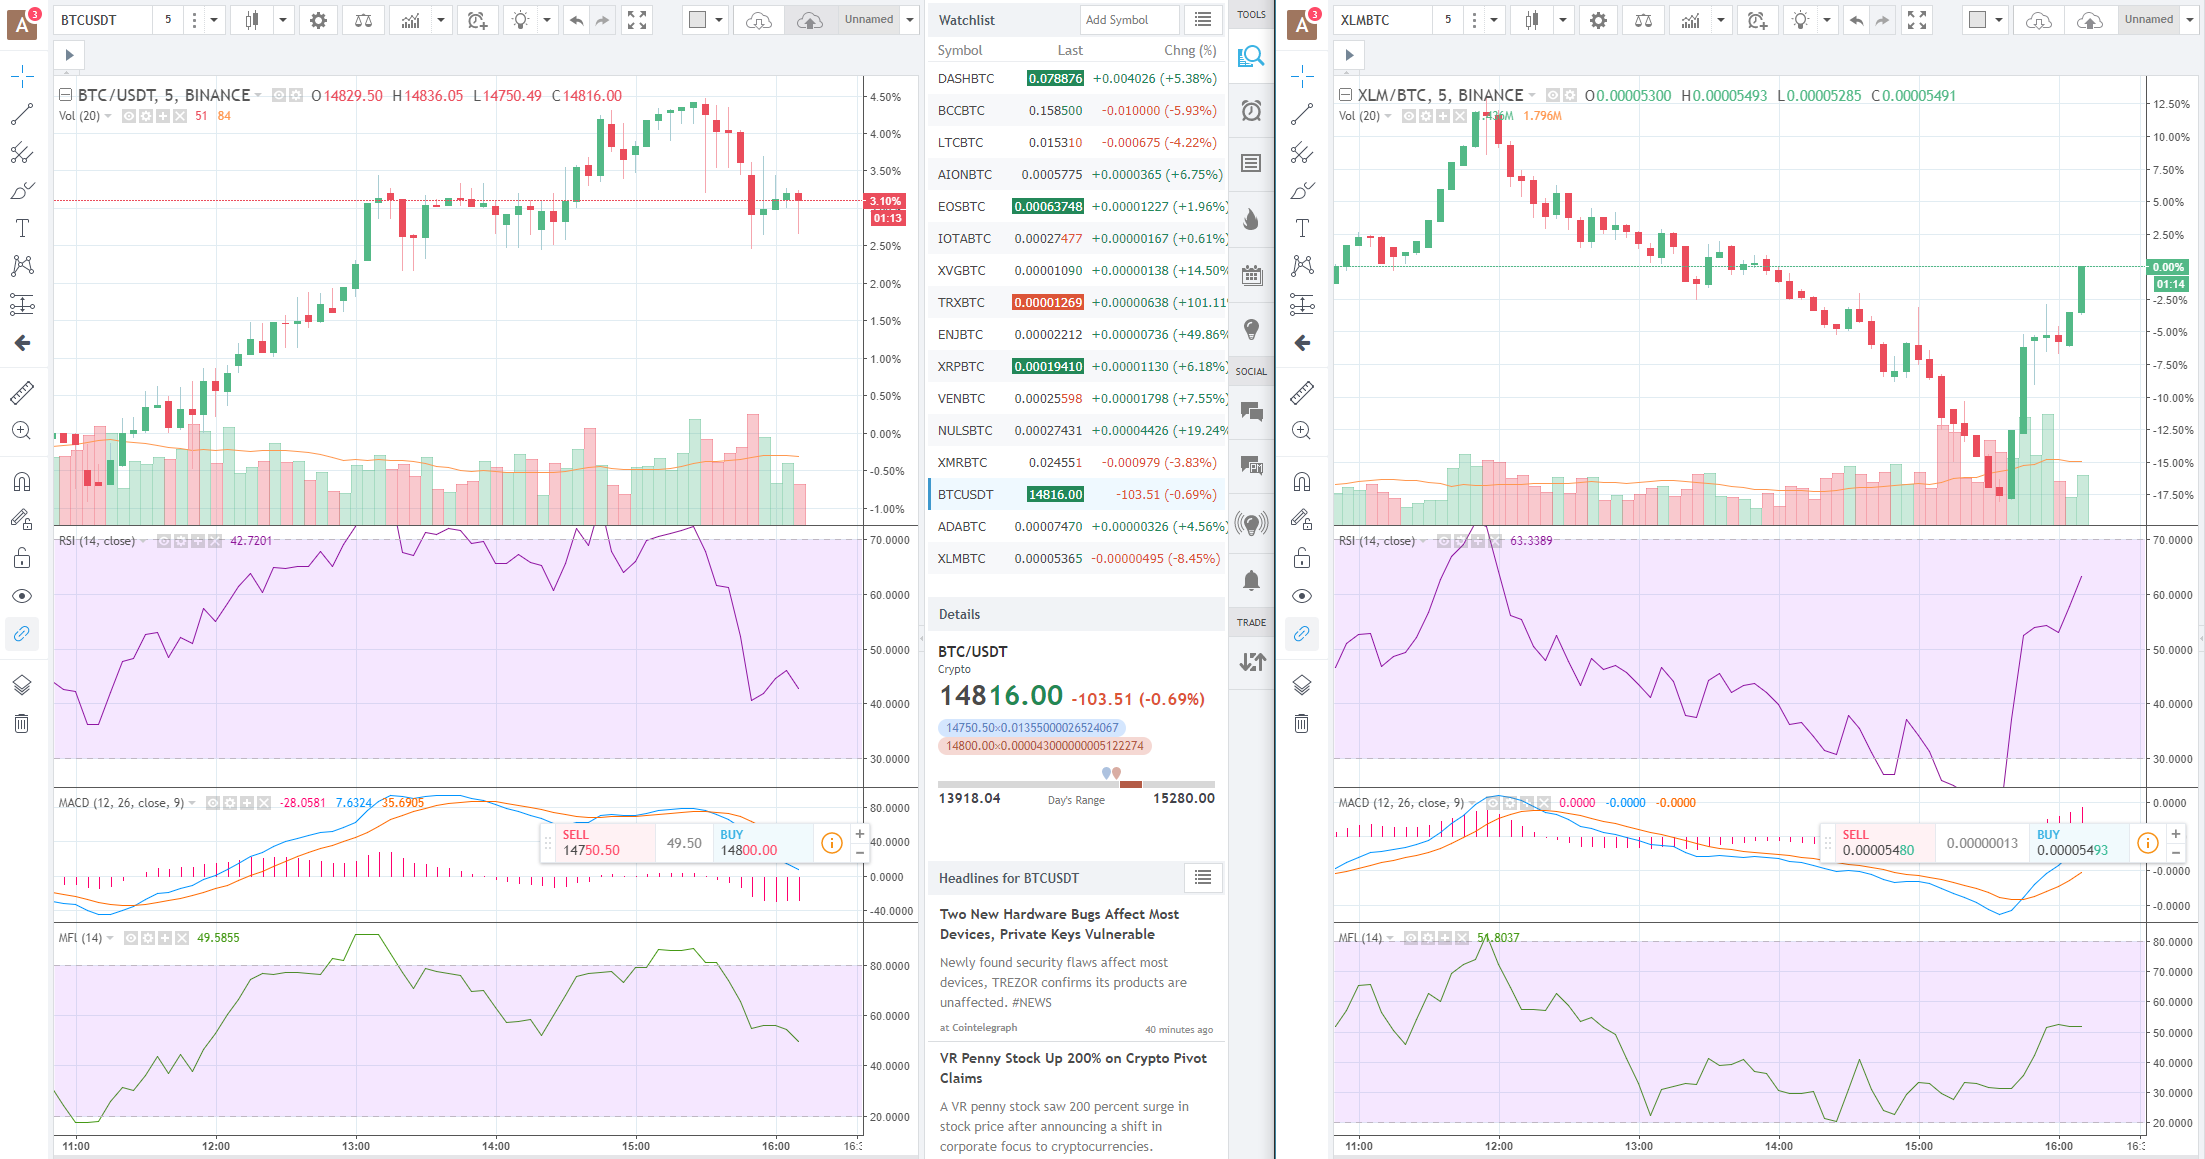 A 3
BTCUSDT 5
Unnamed
BTC/USDT, 5, BINANCE O14829.50 H14836.05 L14750.49 C14816.00
Vol (20) 51 84
4.50%
4.00%
3.50%
3.10%
01:13
2.50%
2.00%
1.50%
1.00%
0.50%
0.00%
-0.50%
-1.00%
RSI (14, close) 42.7201
70.0000
60.0000
50.0000
40.0000
30.0000
MACD (12, 26, close, 9) -28.0581 7.6324 35.6905
80.0000
40.0000
0.0000
-40.0000
SELL
14750.50
49.50
BUY
14800.00
MFI (14) 49.5855
80.0000
60.0000
40.0000
20.0000
11:00 12:00 13:00 14:00 15:00 16:00
Watchlist
Add Symbol
Symbol Last Chng (%)
DASHBTC 0.078876 +0.004026 (+5.38%)
BCCBTC 0.158500 -0.010000 (-5.93%)
LTCBTC 0.015310 -0.000675 (-4.22%)
AIONBTC 0.0005775 +0.0000365 (+6.75%)
EOSBTC 0.00063748 +0.00001227 (+1.96%
IOTABTC 0.00027477 +0.00000167 (+0.61%
XVGBTC 0.00001090 +0.00000138 (+14.50%
TRXBTC 0.00001269 +0.00000638 (+101.11
ENJBTC 0.00002212 +0.00000736 (+49.86%
XRPBTC 0.00019410 +0.00001130 (+6.18%
VENBTC 0.00025598 +0.00001798 (+7.55%
NULSBTC 0.00027431 +0.00004426 (+19.24%
XMRBTC 0.024551 -0.000979 (-3.83%)
BTCUSDT 14816.00 -103.51 (-0.69%)
ADABTC 0.00007470 +0.00000326 (+4.56%
XLMBTC 0.00005365 -0.00000495 (-8.45%)
Details
BTC/USDT
Crypto
14816.00 -103.51 (-0.69%)
14750.50×0.01355000026524067
14800.00×0.000043000000005122274
13918.04 Day's Range 15280.00
Headlines for BTCUSDT
Two New Hardware Bugs Affect Most
Devices, Private Keys Vulnerable
Newly found security flaws affect most
devices, TREZOR confirms its products are
unaffected. #NEWS
at Cointelegraph 40 minutes ago
VR Penny Stock Up 200% on Crypto Pivot
Claims
A VR penny stock saw 200 percent surge in
stock price after announcing a shift in
corporate focus to cryptocurrencies.
TOOLS
SOCIAL
TRADE
A 3
XLMBTC 5
Unnamed
XLM/BTC, 5, BINANCE O0.00005300 H0.00005493 L0.00005285 C0.00005491
Vol (20) 1.796M
12.50%
10.00%
7.50%
5.00%
2.50%
0.00%
01:14
-2.50%
-5.00%
-7.50%
-10.00%
-12.50%
-15.00%
-17.50%
RSI (14, close) 63.3389
70.0000
60.0000
50.0000
40.0000
30.0000
MACD (12, 26, close, 9) 0.0000 -0.0000 -0.0000
0.0000
-0.0000
-0.0000
SELL
0.00005480
0.00000013
BUY
0.00005493
MFI (14) 51.8037
80.0000
70.0000
60.0000
50.0000
40.0000
30.0000
20.0000
11:00 12:00 13:00 14:00 15:00 16:00